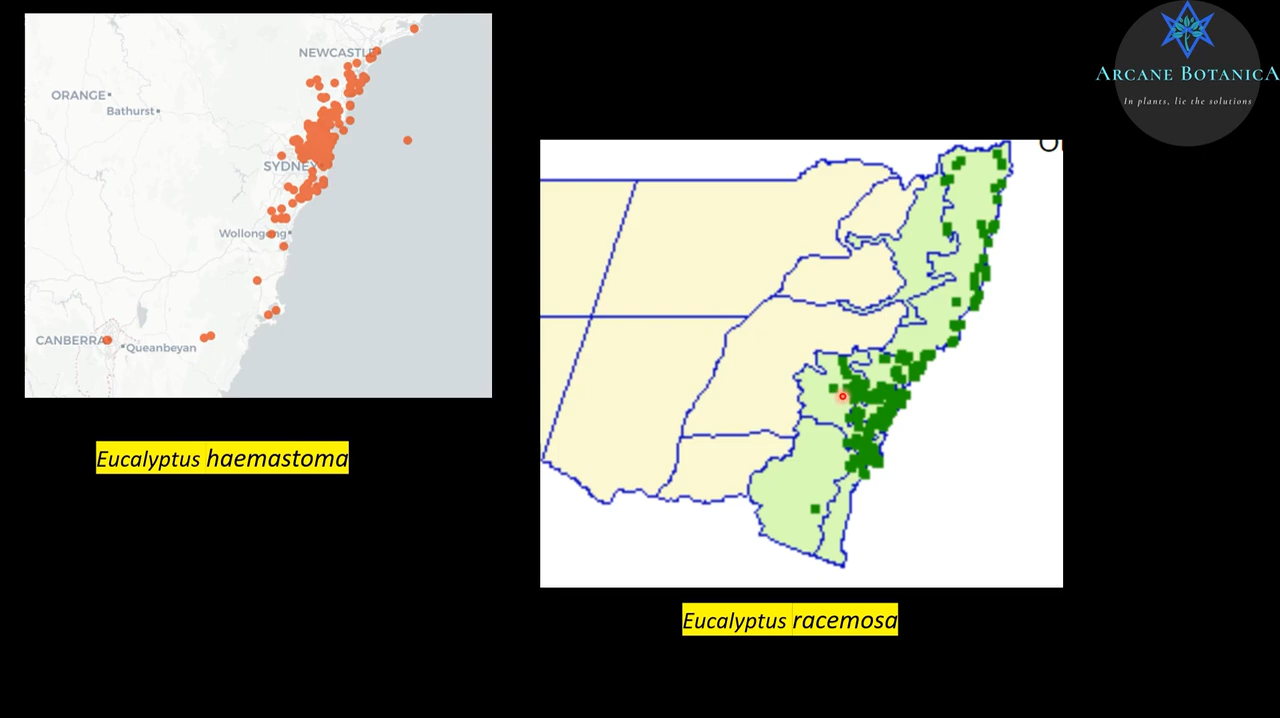 NEWCASTLE
ORANGE
Bathurst
SYDNEY
Wollongong
CANBERRA
Queanbeyan
Eucalyptus haemastoma
Eucalyptus racemosa
ARCANE BOTANICA
In plants, lie the solutions